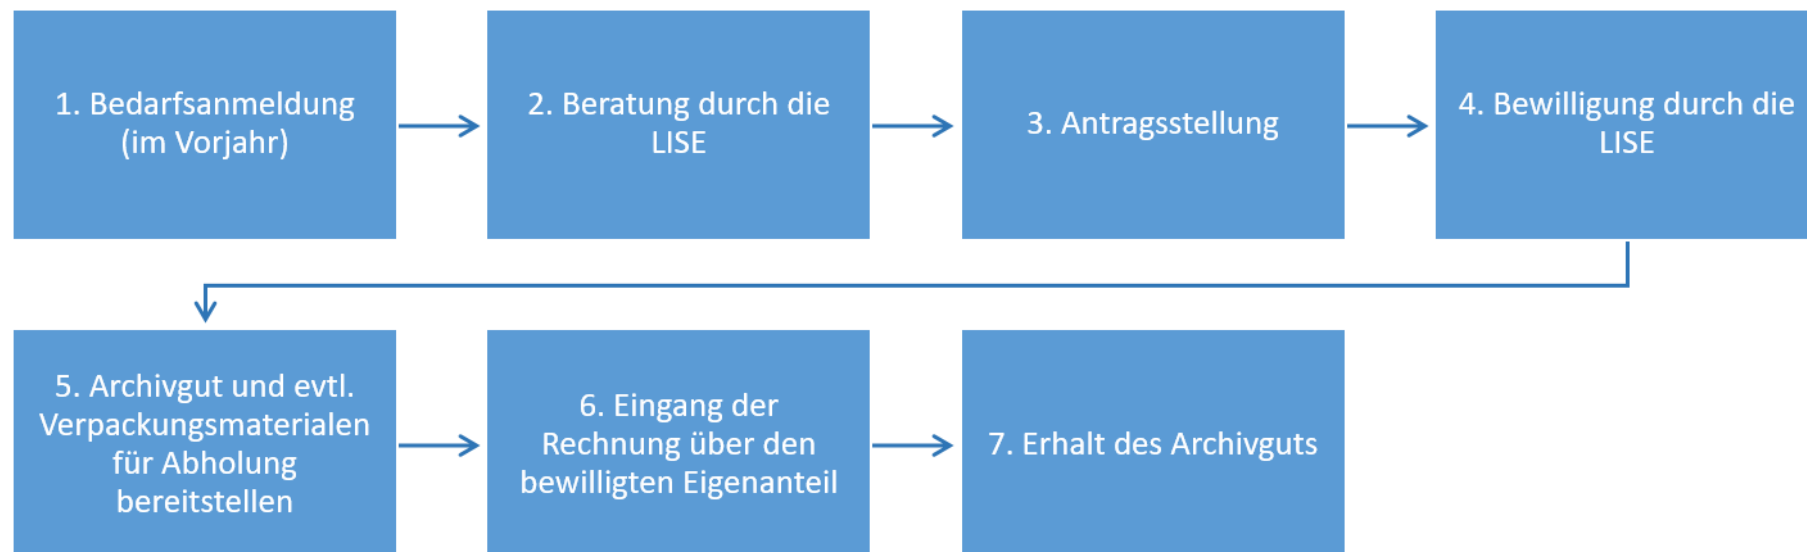 1. Bedarfsanmeldung
(im Vorjahr)
2. Beratung durch die
LISE
3. Antragsstellung
4. Bewilligung durch die
LISE
5. Archivgut und evtl.
Verpackungsmaterialen
für Abholung
bereitstellen
6. Eingang der
Rechnung über den
bewilligten Eigenanteil
7. Erhalt des Archivguts